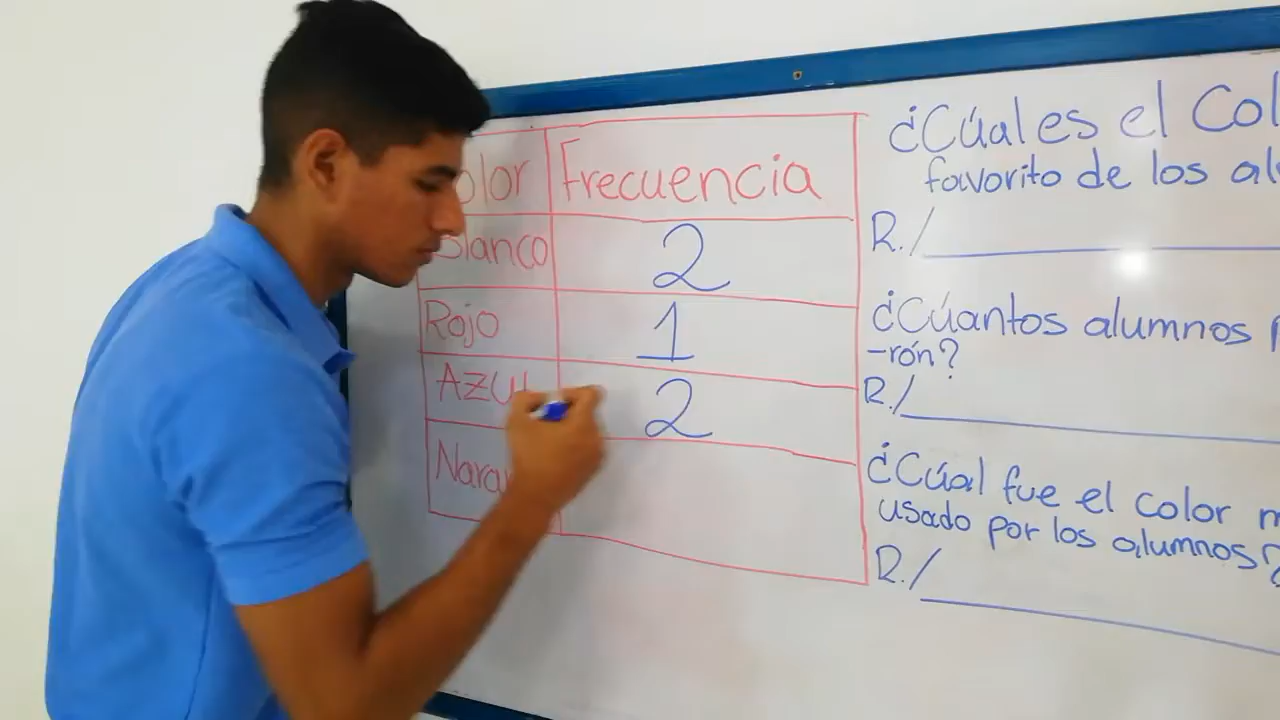 olor Frecuencia
Blanco 2
Rojo 1
AZUL 2
Naran
¿Cúal es el Col
favorito de los al
R./
¿Cúantos alumnos
-rón?
R./
¿Cúal fue el color m
usado por los alumnos?
R./